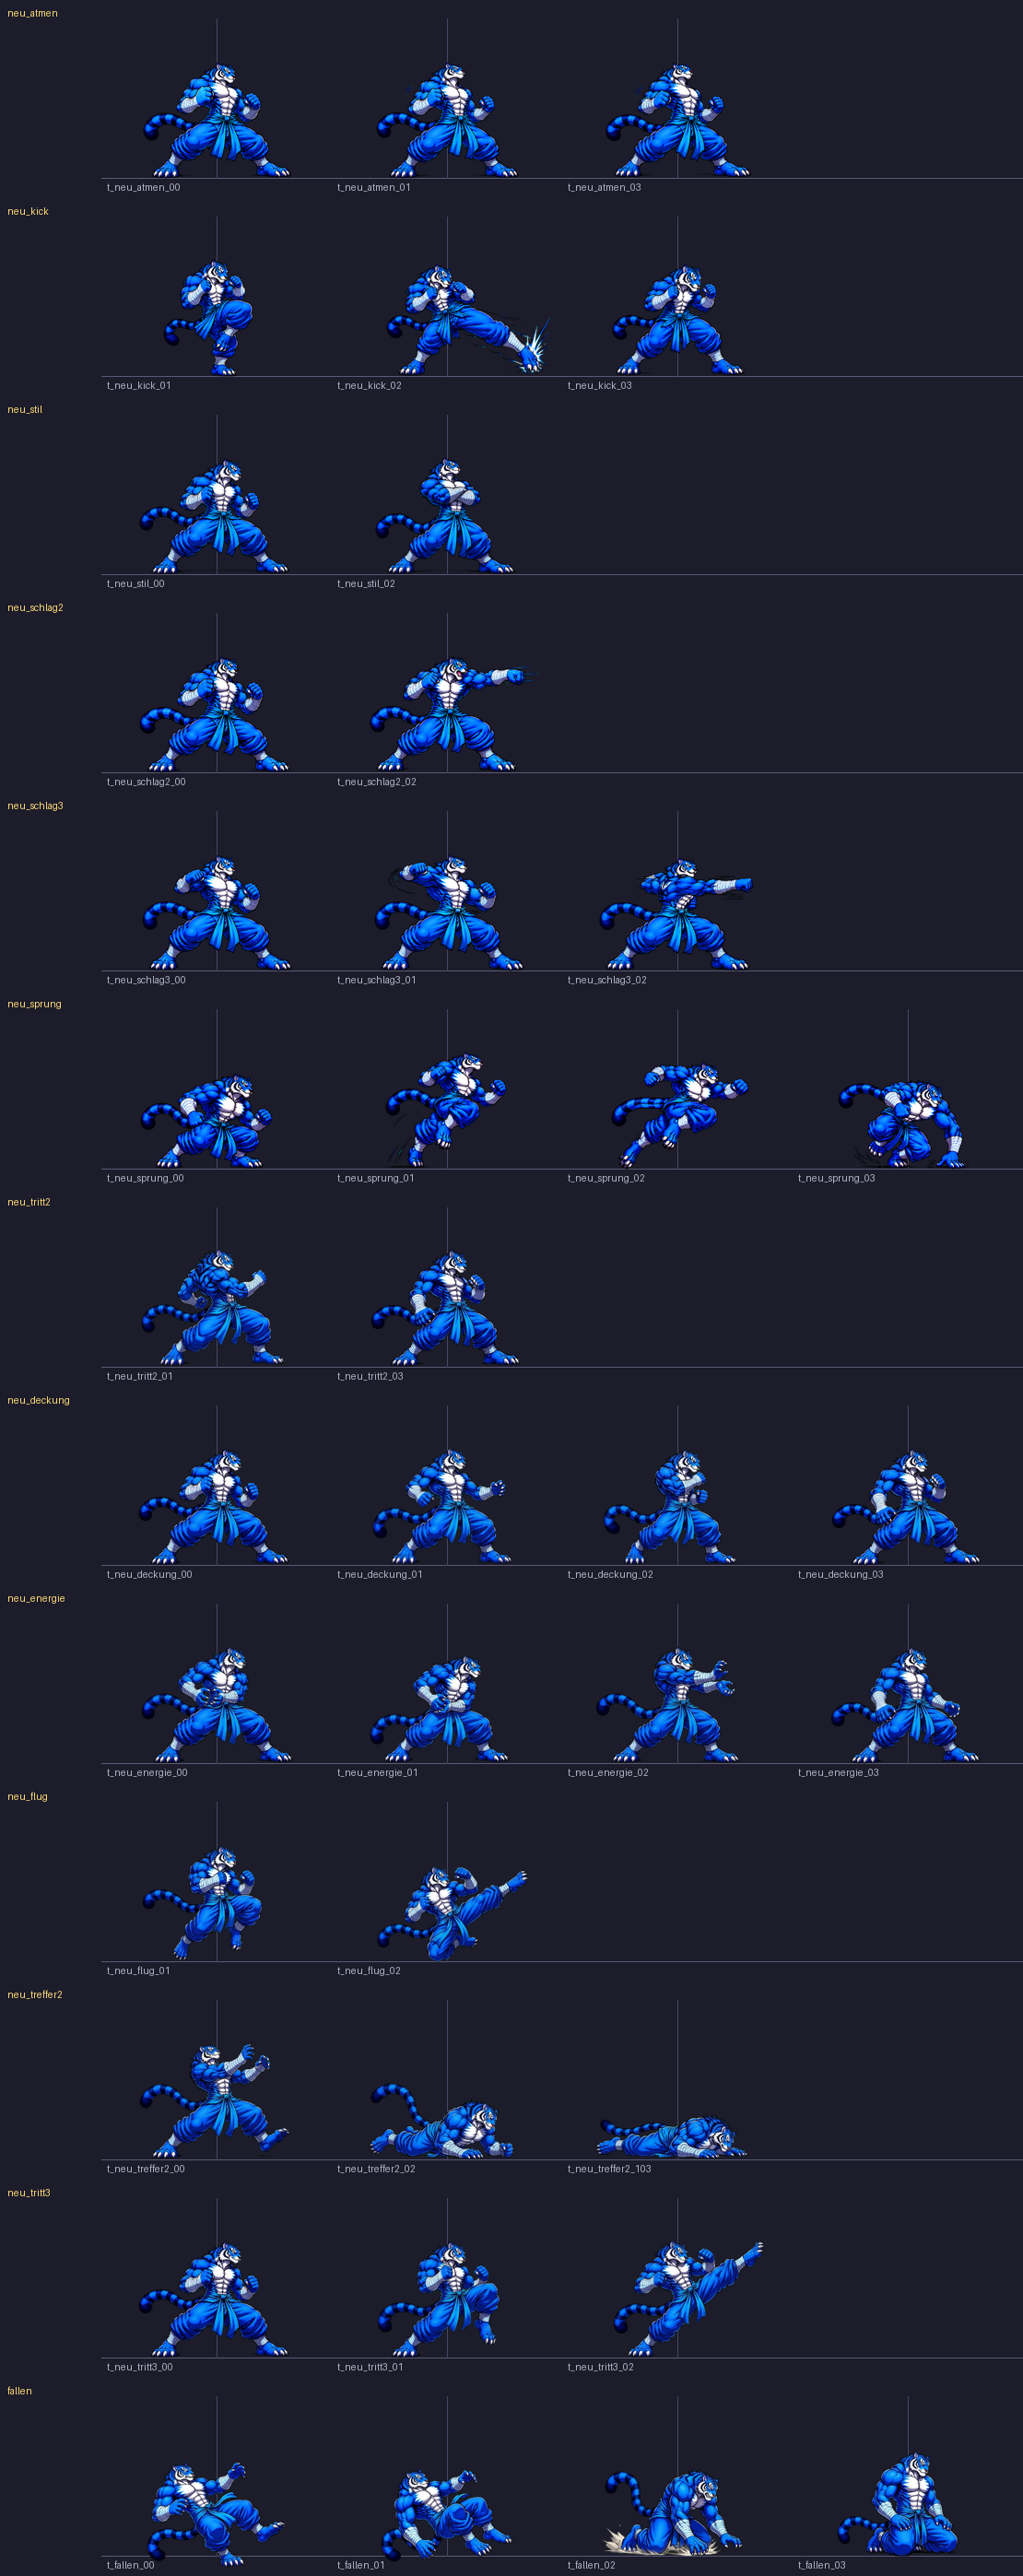 neu_atmen
t_neu_atmen_00 t_neu_atmen_01 t_neu_atmen_03
neu_kick
t_neu_kick_01 t_neu_kick_02 t_neu_kick_03
neu_stil
t_neu_stil_00 t_neu_stil_02
neu_schlag2
t_neu_schlag2_00 t_neu_schlag2_02
neu_schlag3
t_neu_schlag3_00 t_neu_schlag3_01 t_neu_schlag3_02
neu_sprung
t_neu_sprung_00 t_neu_sprung_01 t_neu_sprung_02 t_neu_sprung_03
neu_tritt2
t_neu_tritt2_01 t_neu_tritt2_03
neu_deckung
t_neu_deckung_00 t_neu_deckung_01 t_neu_deckung_02 t_neu_deckung_03
neu_energie
t_neu_energie_00 t_neu_energie_01 t_neu_energie_02 t_neu_energie_03
neu_flug
t_neu_flug_01 t_neu_flug_02
neu_treffer2
t_neu_treffer2_00 t_neu_treffer2_02 t_neu_treffer2_103
neu_tritt3
t_neu_tritt3_00 t_neu_tritt3_01 t_neu_tritt3_02
fallen
t_fallen_00 t_fallen_01 t_fallen_02 t_fallen_03